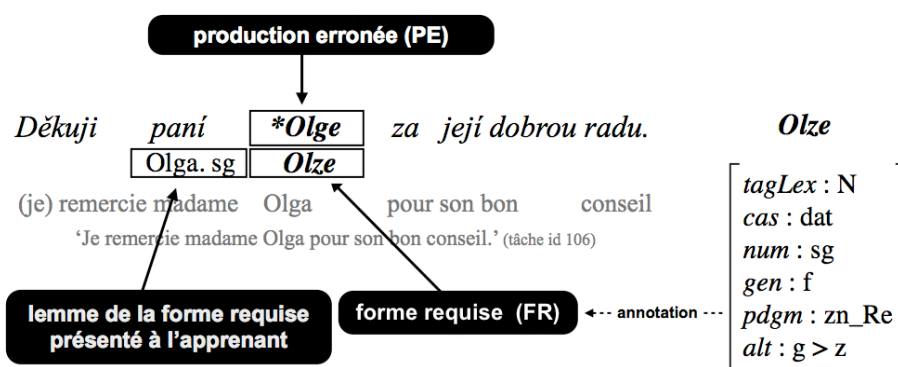 production erronée (PE)
Děkuji paní *Olge za její dobrou radu.
Olga. sg Olze
(je) remercie madame Olga pour son bon conseil
‘Je remercie madame Olga pour son bon conseil.’ (tâche id 106)
lemme de la forme requise
présenté à l’apprenant
forme requise (FR)
annotation
Olze
tagLex : N
cas : dat
num : sg
gen : f
pdgm : zn_Re
alt : g > z